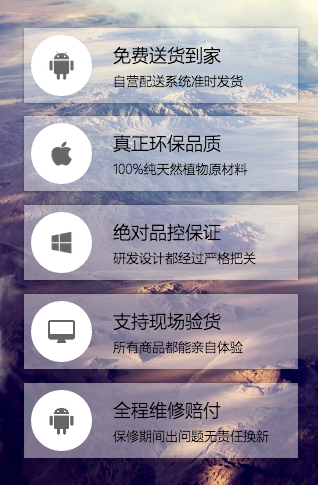 免费送货到家
自营配送系统准时发货
真正环保品质
100%纯天然植物原材料
绝对品控保证
研发设计都经过严格把关
支持现场验货
所有商品都能亲自体验
全程维修赔付
保修期间出问题无责任换新